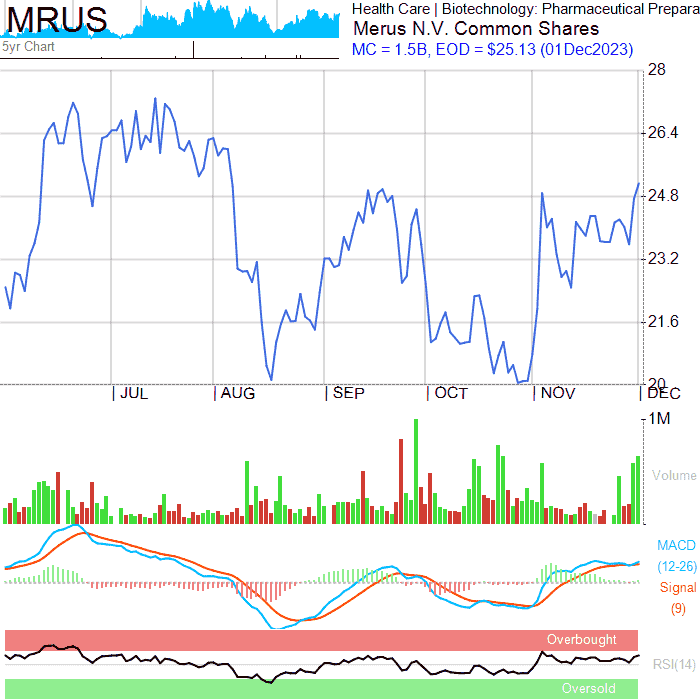 MRUS
5yr Chart
Health Care | Biotechnology: Pharmaceutical Prepara
Merus N.V. Common Shares
MC = 1.5B, EOD = $25.13 (01Dec2023)
28
26.4
24.8
23.2
21.6
20
JUL AUG SEP OCT NOV DEC
1M
Volume
MACD
(12-26)
Signal
(9)
Overbought
RSI(14)
Oversold